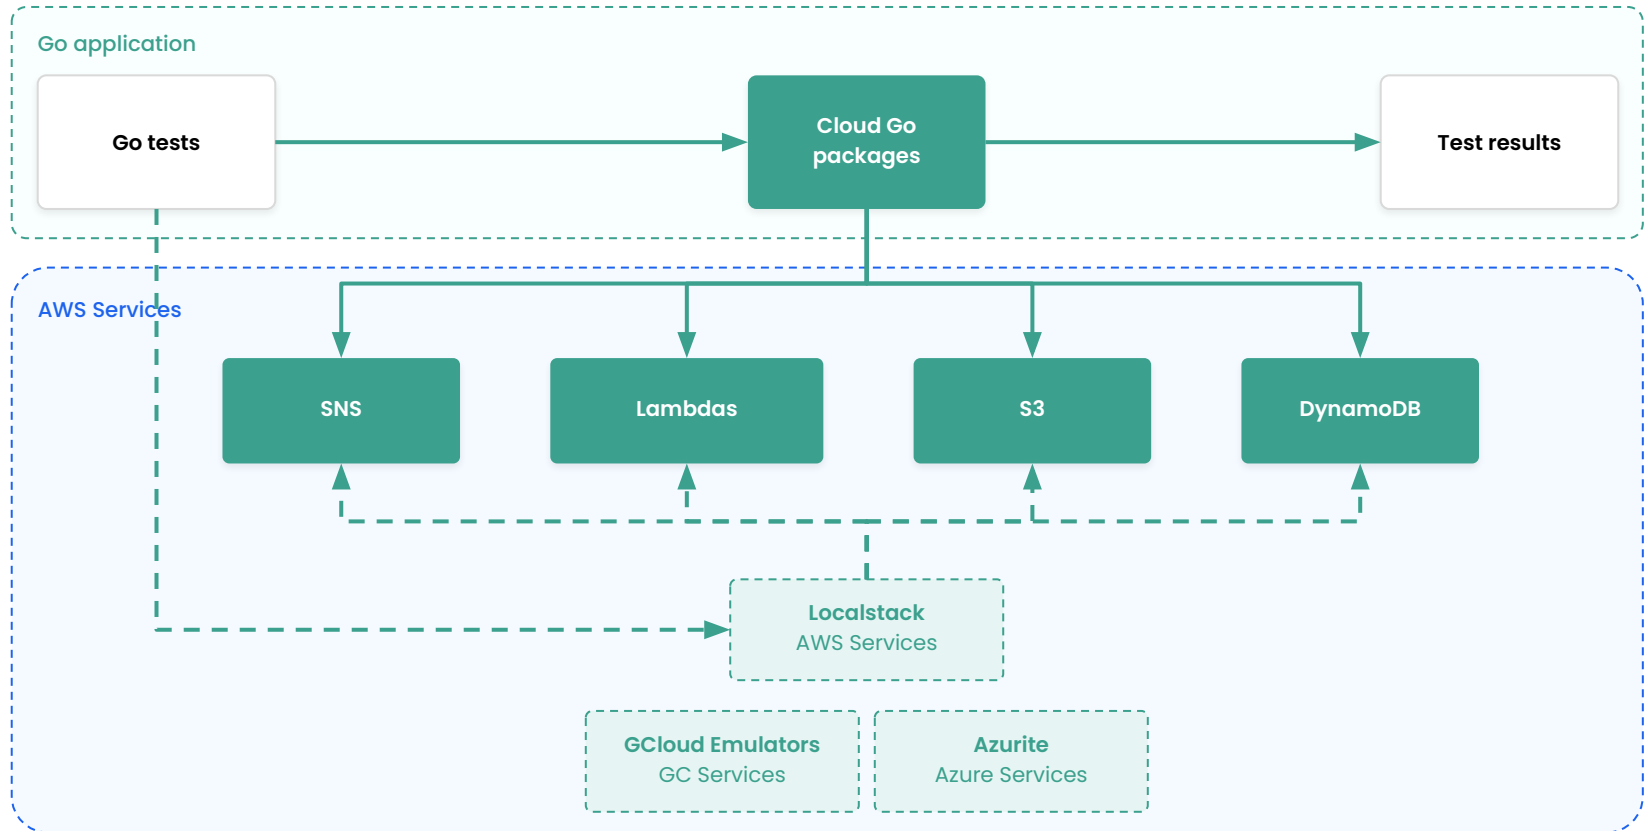 Go application
Go tests
Cloud Go
packages
Test results
AWS Services
SNS
Lambdas
S3
DynamoDB
Localstack
AWS Services
GCloud Emulators
GC Services
Azurite
Azure Services